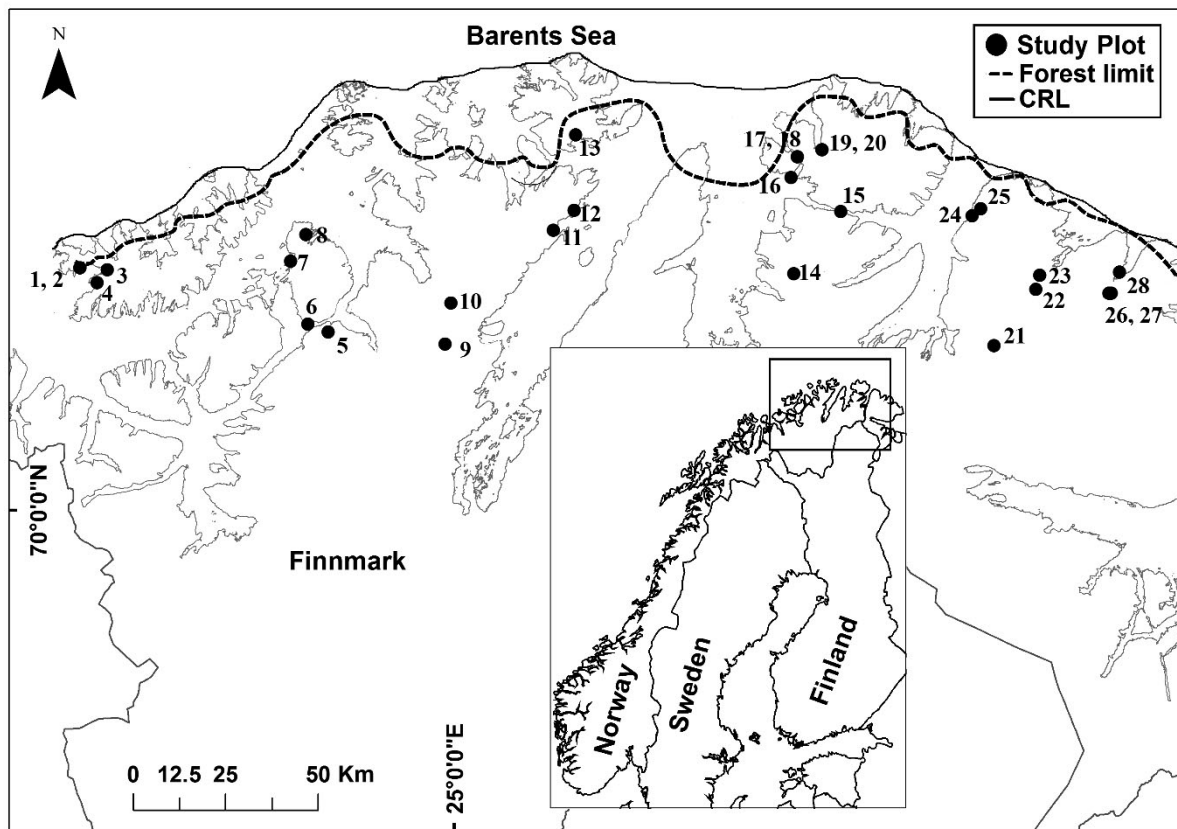 N
Barents Sea
Study Plot
Forest limit
CRL
13
17, 18
19, 20
16
12
15
25
24
11
8
7
3
1, 2
4
14
23
28
22
26, 27
10
6
5
9
21
70°0'0"N
Finnmark
Norway
Sweden
Finland
0 12.5 25 50 Km
25°0'0"E